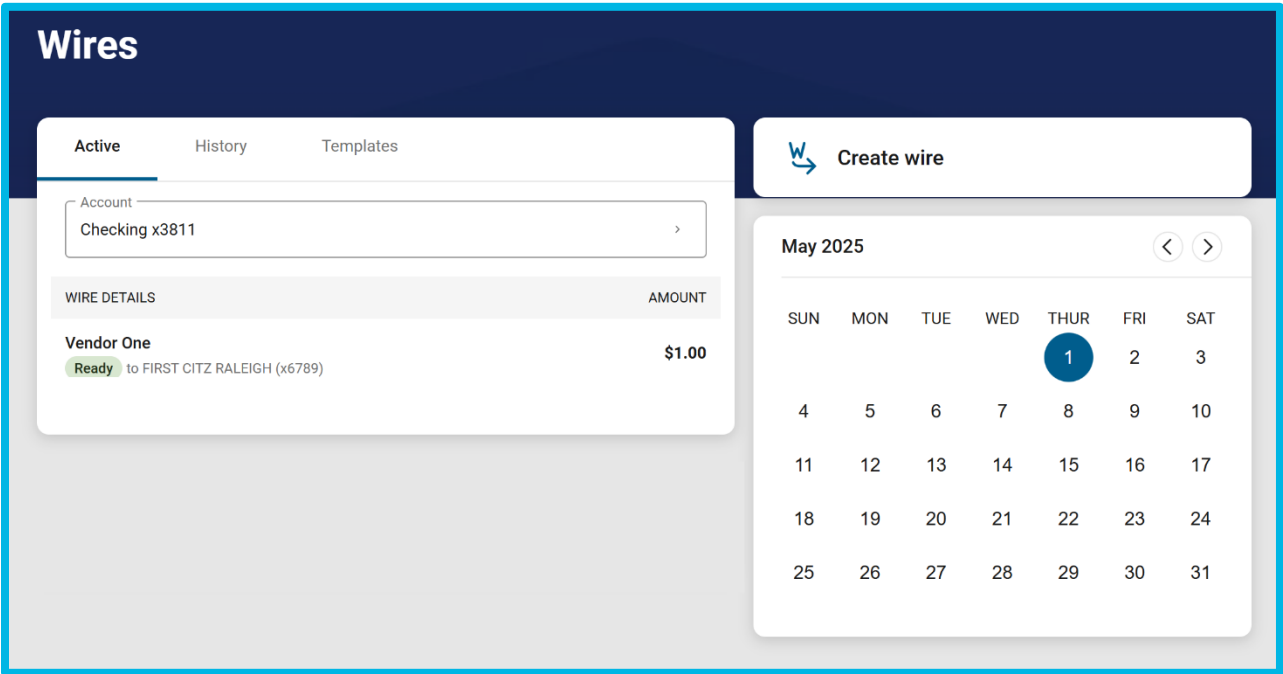 Wires
Active History Templates
Account
Checking x3811
WIRE DETAILS AMOUNT
Vendor One
$1.00
Ready to FIRST CITZ RALEIGH (x6789)
W
Create wire
May 2025
SUN MON TUE WED THUR FRI SAT
1 2 3
4 5 6 7 8 9 10
11 12 13 14 15 16 17
18 19 20 21 22 23 24
25 26 27 28 29 30 31